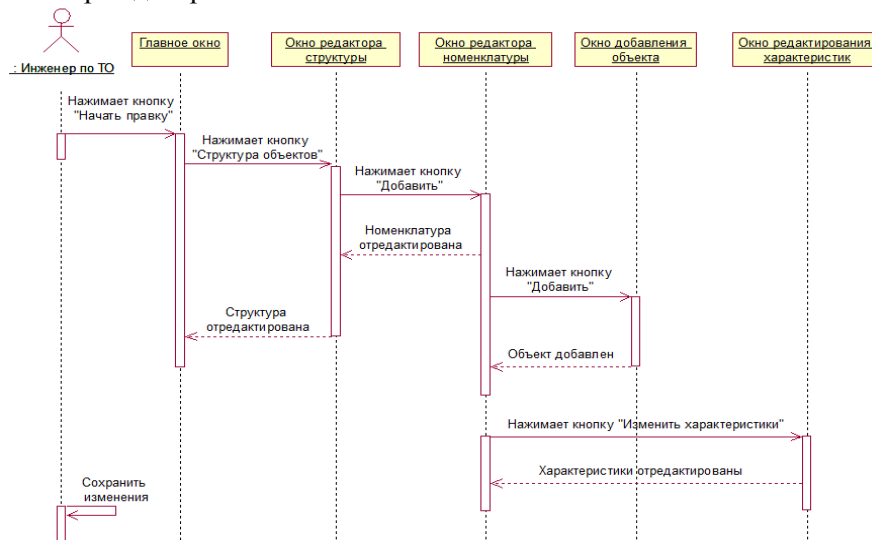 : Инженер по ТО
Главное окно
Окно редактора
структуры
Окно редактора
номенклатуры
Окно добавления
объекта
Окно редактирования
характеристик
Нажимает кнопку
"Начать правку"
Нажимает кнопку
"Структура объектов"
Нажимает кнопку
"Добавить"
Номенклатура
отредактирована
Нажимает кнопку
"Добавить"
Структура
отредактирована
Объект добавлен
Нажимает кнопку "Изменить характеристики"
Характеристики отредактированы
Сохранить
изменения